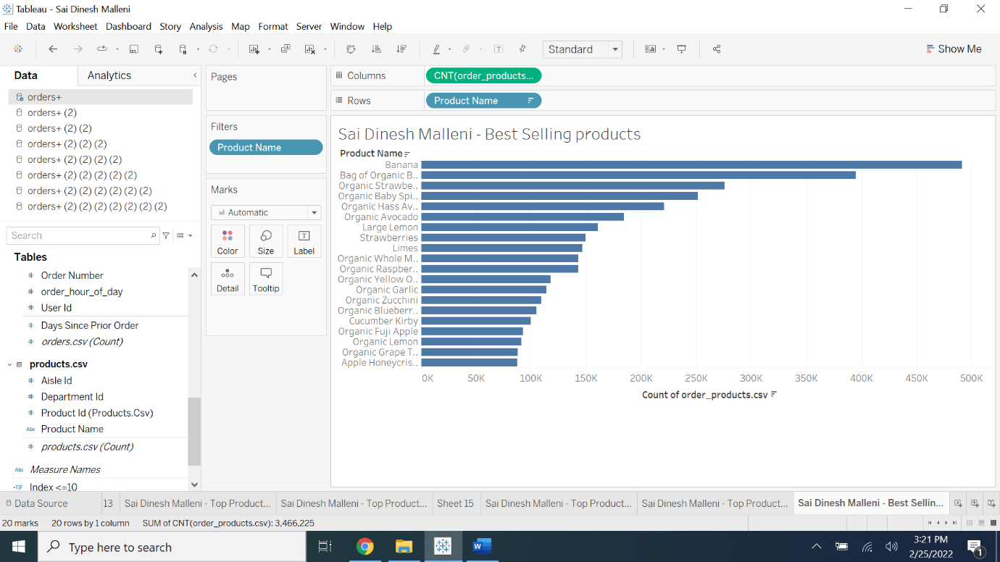 Tableau - Sai Dinesh Malleni
File Data Worksheet Dashboard Story Analysis Map Format Server Window Help
Standard
Show Me
Data
Analytics
orders+
orders+ (2)
orders+ (2) (2)
orders+ (2) (2) (2)
orders+ (2) (2) (2) (2)
orders+ (2) (2) (2) (2) (2)
orders+ (2) (2) (2) (2) (2) (2)
orders+ (2) (2) (2) (2) (2) (2) (2)
Search
Tables
# Order Number
# order_hour_of_day
# User Id
# Days Since Prior Order
# orders.csv (Count)
products.csv
# Aisle Id
# Department Id
# Product Id (Products.Csv)
Abc Product Name
# products.csv (Count)
Abc Measure Names
=T|F Index <=10
Pages
Filters
Product Name
Marks
Automatic
Color Size Label
Detail Tooltip
Columns CNT(order_products...
Rows Product Name
Sai Dinesh Malleni - Best Selling products
Product Name
Banana
Bag of Organic B..
Organic Strawbe..
Organic Baby Spi..
Organic Hass Av..
Organic Avocado
Large Lemon
Strawberries
Limes
Organic Whole M..
Organic Raspber..
Organic Yellow O..
Organic Garlic
Organic Zucchini
Organic Blueberr..
Cucumber Kirby
Organic Fuji Apple
Organic Lemon
Organic Grape T..
Apple Honeycris..
0K 50K 100K 150K 200K 250K 300K 350K 400K 450K 500K
Count of order_products.csv
Data Source
13
Sai Dinesh Malleni - Top Product...
Sai Dinesh Malleni - Top Product...
Sheet 15
Sai Dinesh Malleni - Top Product...
Sai Dinesh Malleni - Top Product...
Sai Dinesh Malleni - Best Sellin...
20 marks 20 rows by 1 column SUM of CNT(order_products.csv): 3,466,225
Type here to search
W
3:21 PM
2/25/2022
1